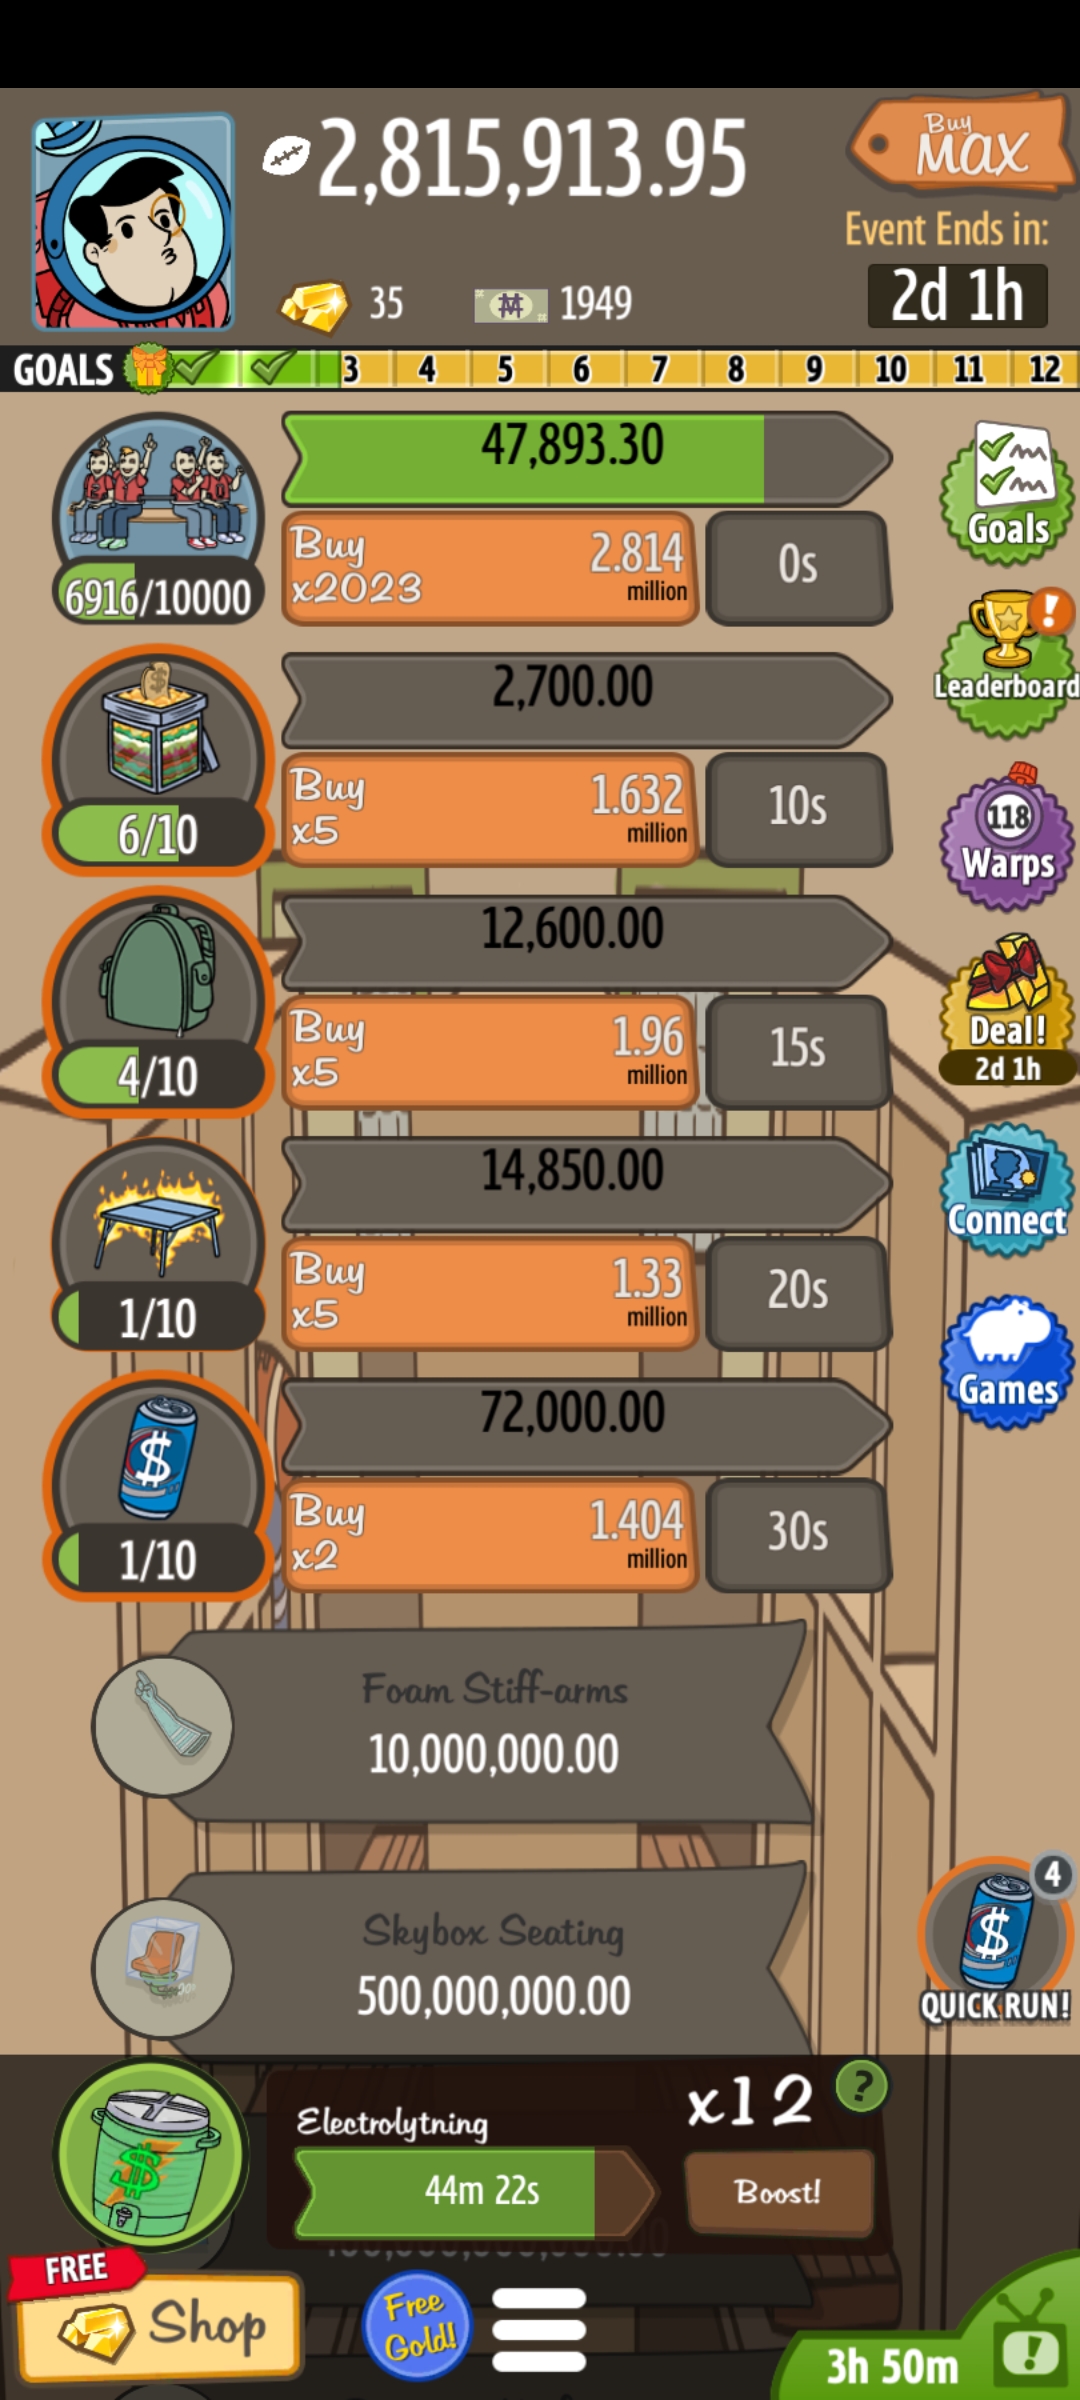 2,815,913.95
Buy
MAX
Event Ends in:
2d 1h
35
1949
GOALS 3 4 5 6 7 8 9 10 11 12
47,893.30
Buy
x2023
2.814
million
0s
6916/10000
Goals
2,700.00
Leaderboard
Buy
x5
1.632
million
10s
6/10
118
Warps
12,600.00
Buy
x5
1.96
million
15s
4/10
Deal!
2d 1h
14,850.00
Connect
Buy
x5
1.33
million
20s
1/10
Games
72,000.00
Buy
x2
1.404
million
30s
1/10
Foam Stiff-arms
10,000,000.00
Skybox Seating
500,000,000.00
4
QUICK RUN!
Electrolytning
x12
?
44m 22s
Boost!
FREE
Shop
Free
Gold!
3h 50m